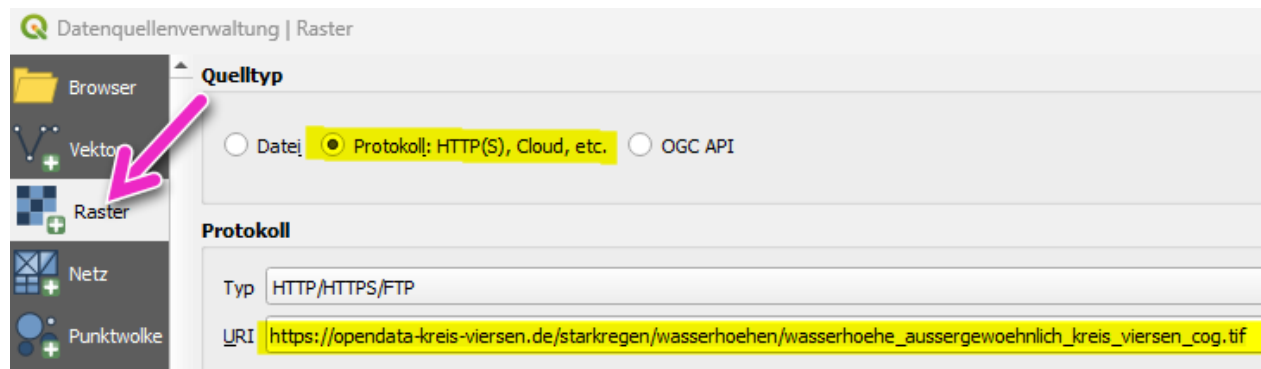 Datenquellenverwaltung | Raster
Browser
Vektor
Raster
Netz
Punktwolke
Quelltyp
Datei
Protokoll: HTTP(S), Cloud, etc.
OGC API
Protokoll
Typ HTTP/HTTPS/FTP
URI https://opendata-kreis-viersen.de/starkregen/wasserhoehen/wasserhoehe_aussergewoehnlich_kreis_viersen_cog.tif